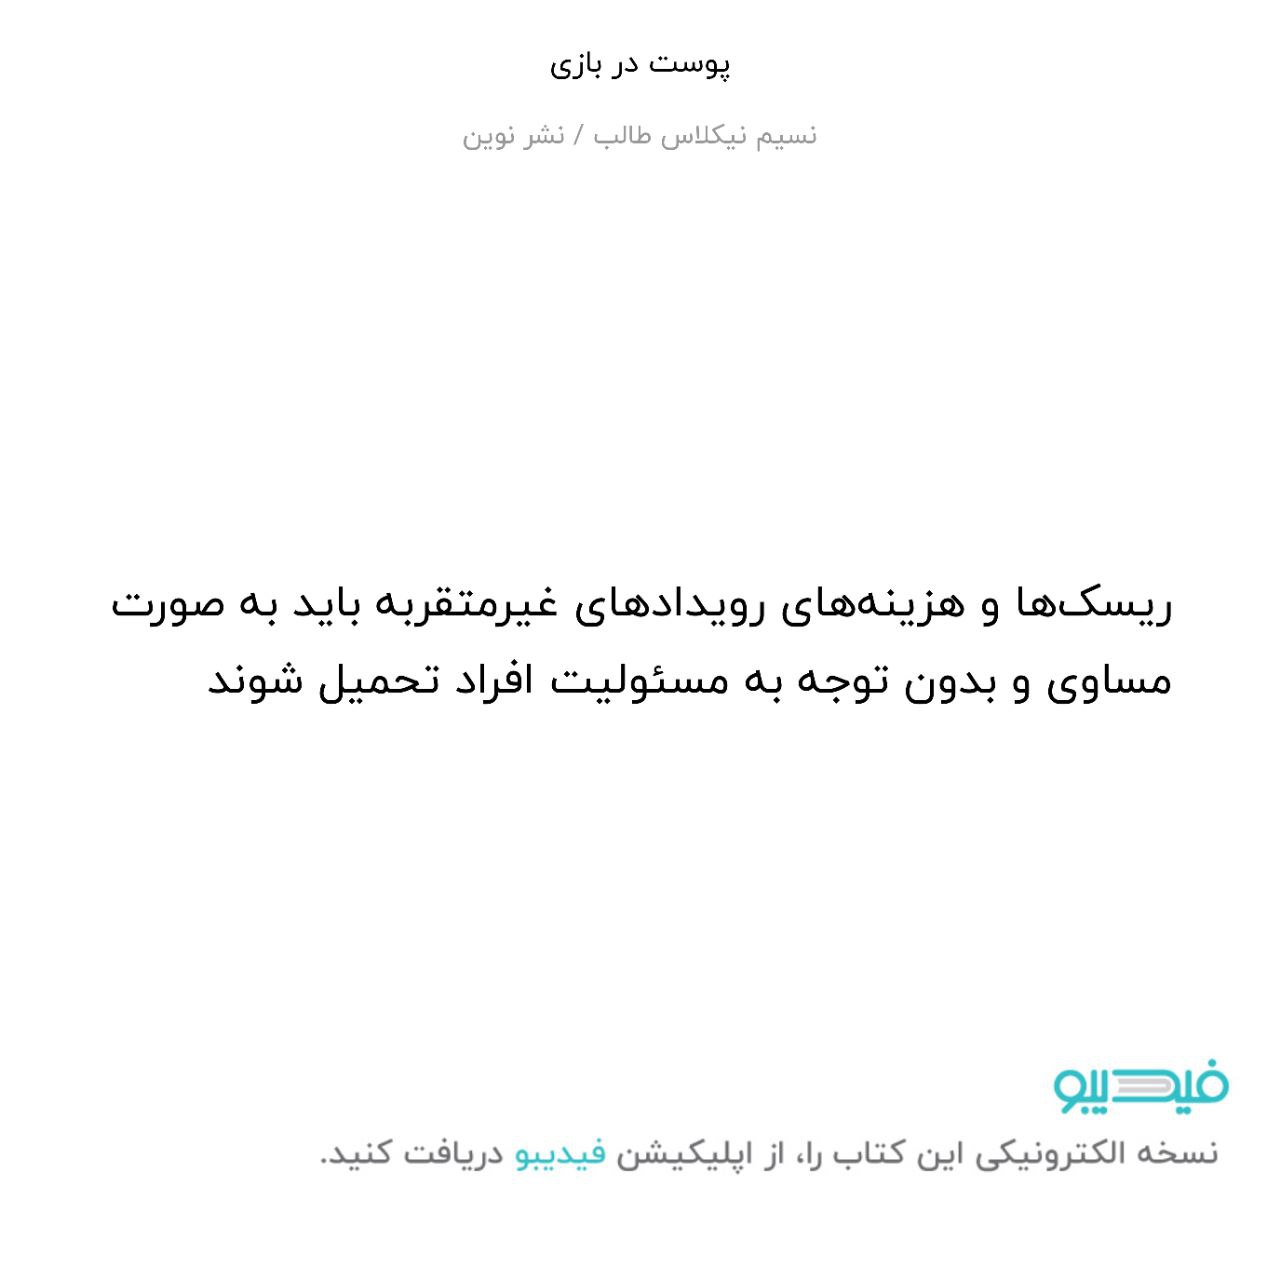 پوست در بازی
نسیم نیکلاس طالب / نشر نوین
ریسک‌ها و هزینه‌های رویدادهای غیرمتقربه باید به صورت
مساوی و بدون توجه به مسئولیت افراد تحمیل شوند
فیدیبو
نسخه الکترونیکی این کتاب را، از اپلیکیشن فیدیبو دریافت کنید.